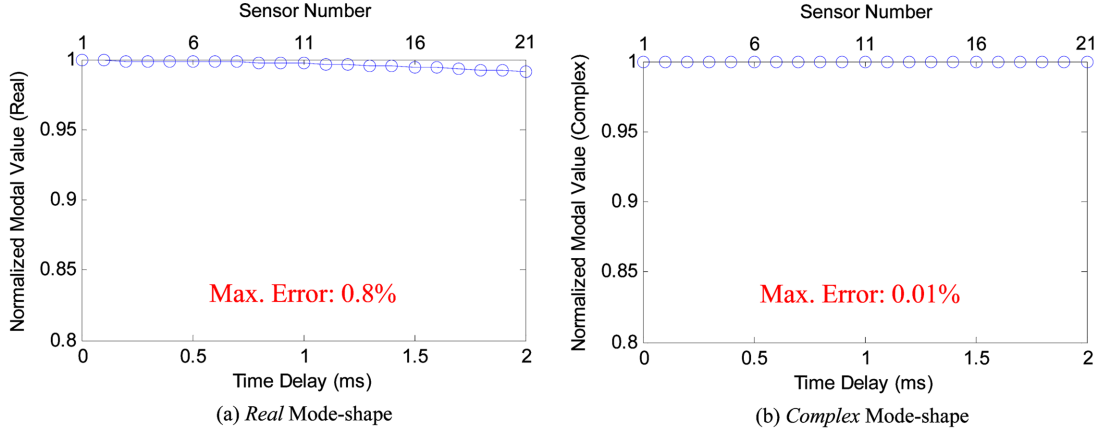 Sensor Number
1 6 11 16 21
1
0.95
0.9
0.85
0.8
Normalized Modal Value (Real)
Max. Error: 0.8%
0 0.5 1 1.5 2
Time Delay (ms)
(a) Real Mode-shape
Sensor Number
1 6 11 16 21
1
0.95
0.9
0.85
0.8
Normalized Modal Value (Complex)
Max. Error: 0.01%
0 0.5 1 1.5 2
Time Delay (ms)
(b) Complex Mode-shape